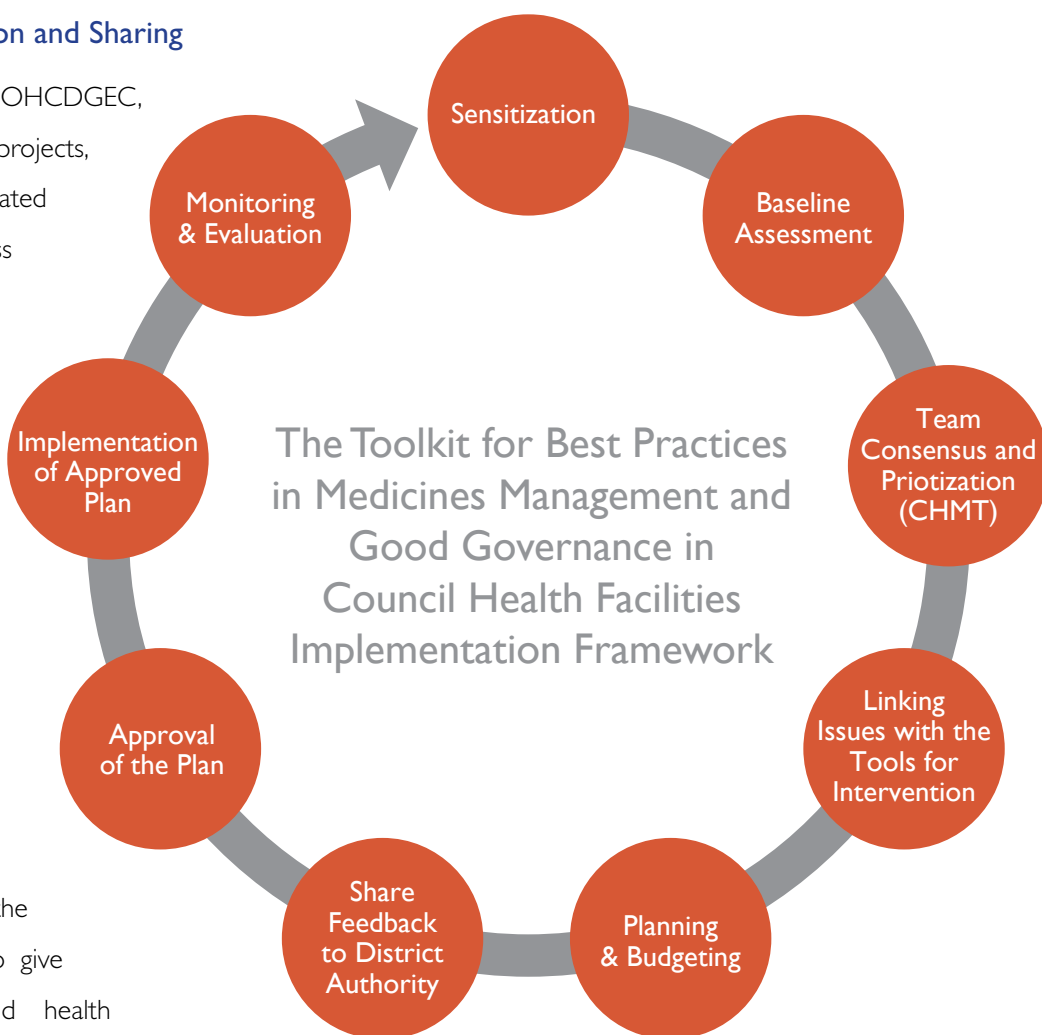 on and Sharing
OHCDGEC,
projects,
ated
ss
the
o give
d health
Sensitization
Baseline
Assessment
Team
Consensus and
Priotization
(CHMT)
Linking
Issues with the
Tools for
Intervention
Planning
& Budgeting
Share
Feedback
to District
Authority
Approval
of the Plan
Implementation
of Approved
Plan
Monitoring
& Evaluation
The Toolkit for Best Practices
in Medicines Management and
Good Governance in
Council Health Facilities
Implementation Framework